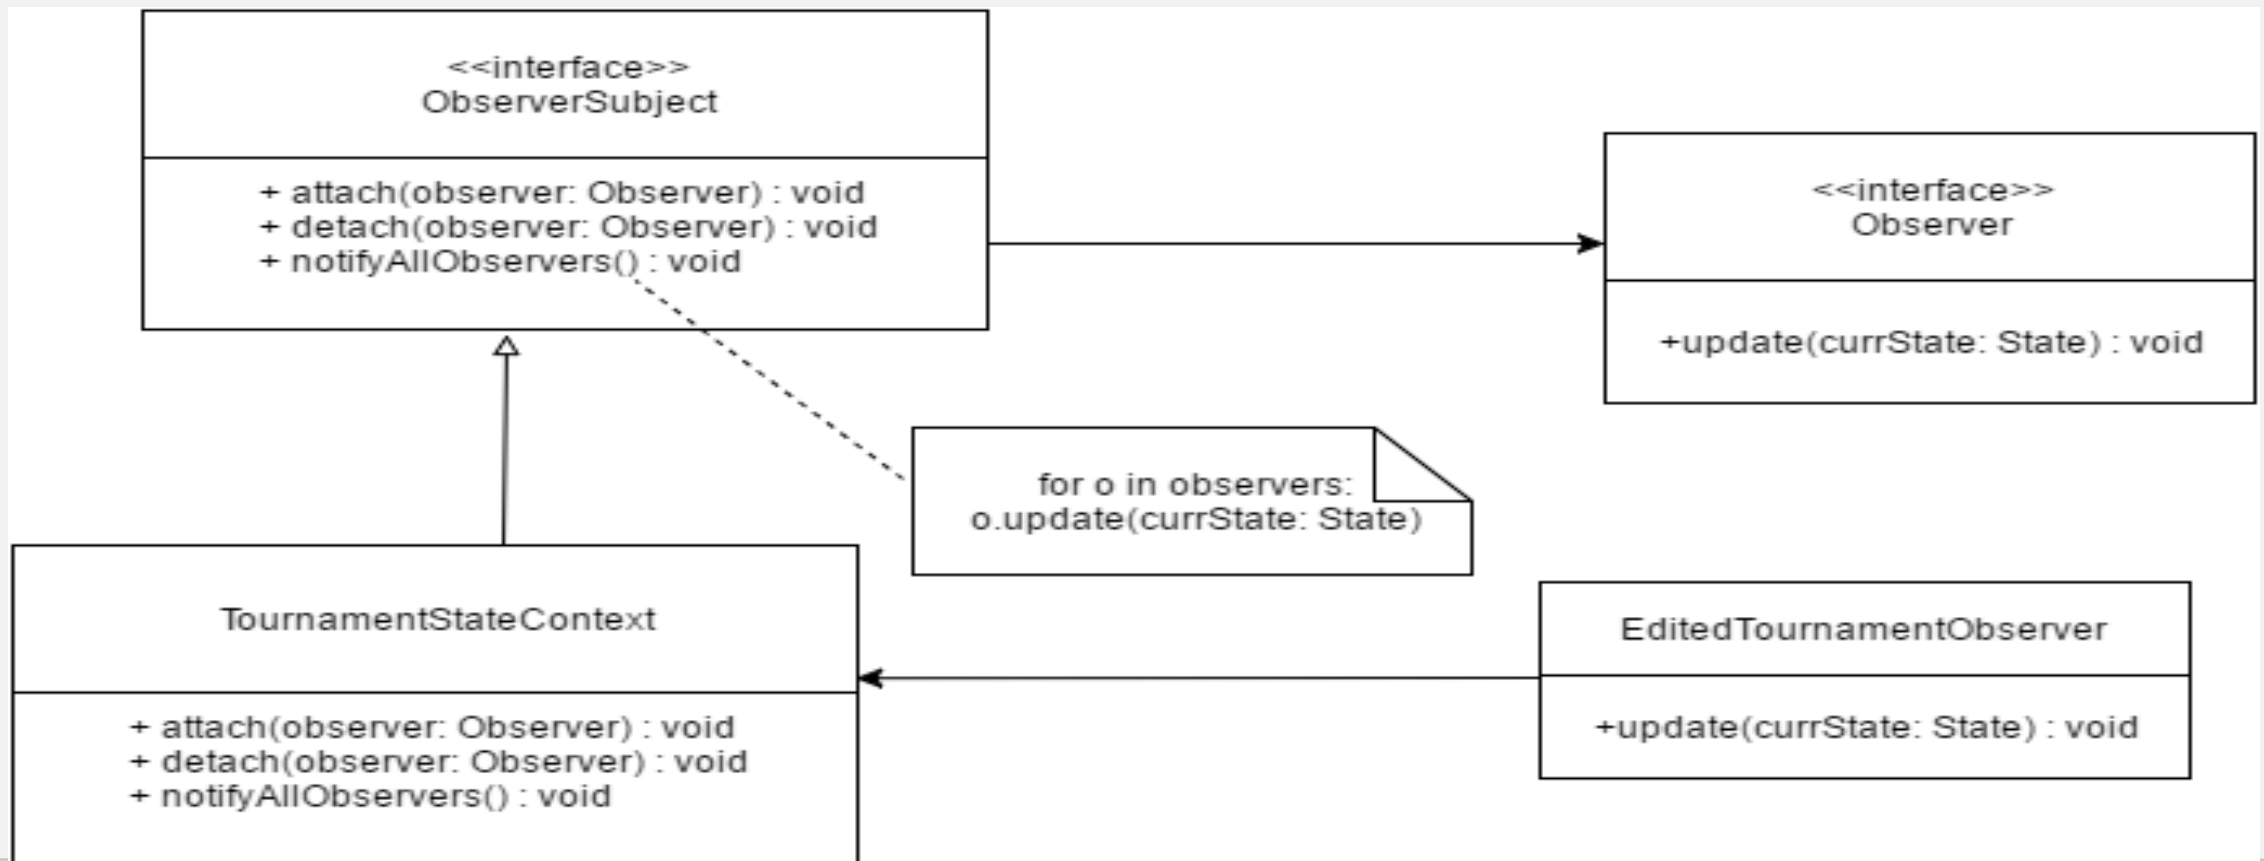 <<interface>>
ObserverSubject
+ attach(observer: Observer) : void
+ detach(observer: Observer) : void
+ notifyAllObservers() : void
<<interface>>
Observer
+update(currState: State) : void
for o in observers:
o.update(currState: State)
TournamentStateContext
+ attach(observer: Observer) : void
+ detach(observer: Observer) : void
+ notifyAllObservers() : void
EditedTournamentObserver
+update(currState: State) : void